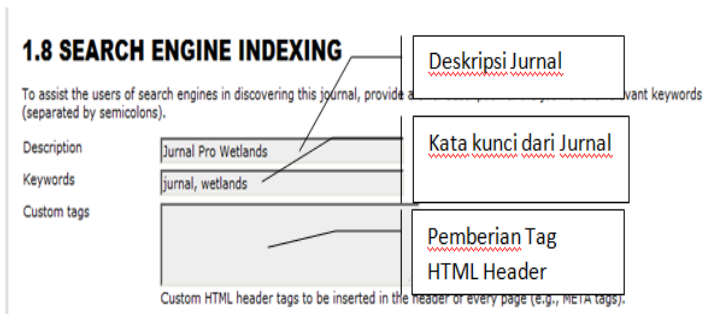 1.8 SEARCH ENGINE INDEXING
Deskripsi Jurnal
To assist the users of search engines in discovering this journal, provide a vant keywords
(separated by semicolons).
Description
Jurnal Pro Wetlands
Kata kunci dari Jurnal
Keywords
jurnal, wetlands
Custom tags
Pemberian Tag
HTML Header
Custom HTML header tags to be inserted in the header of every page (e.g., META tags).